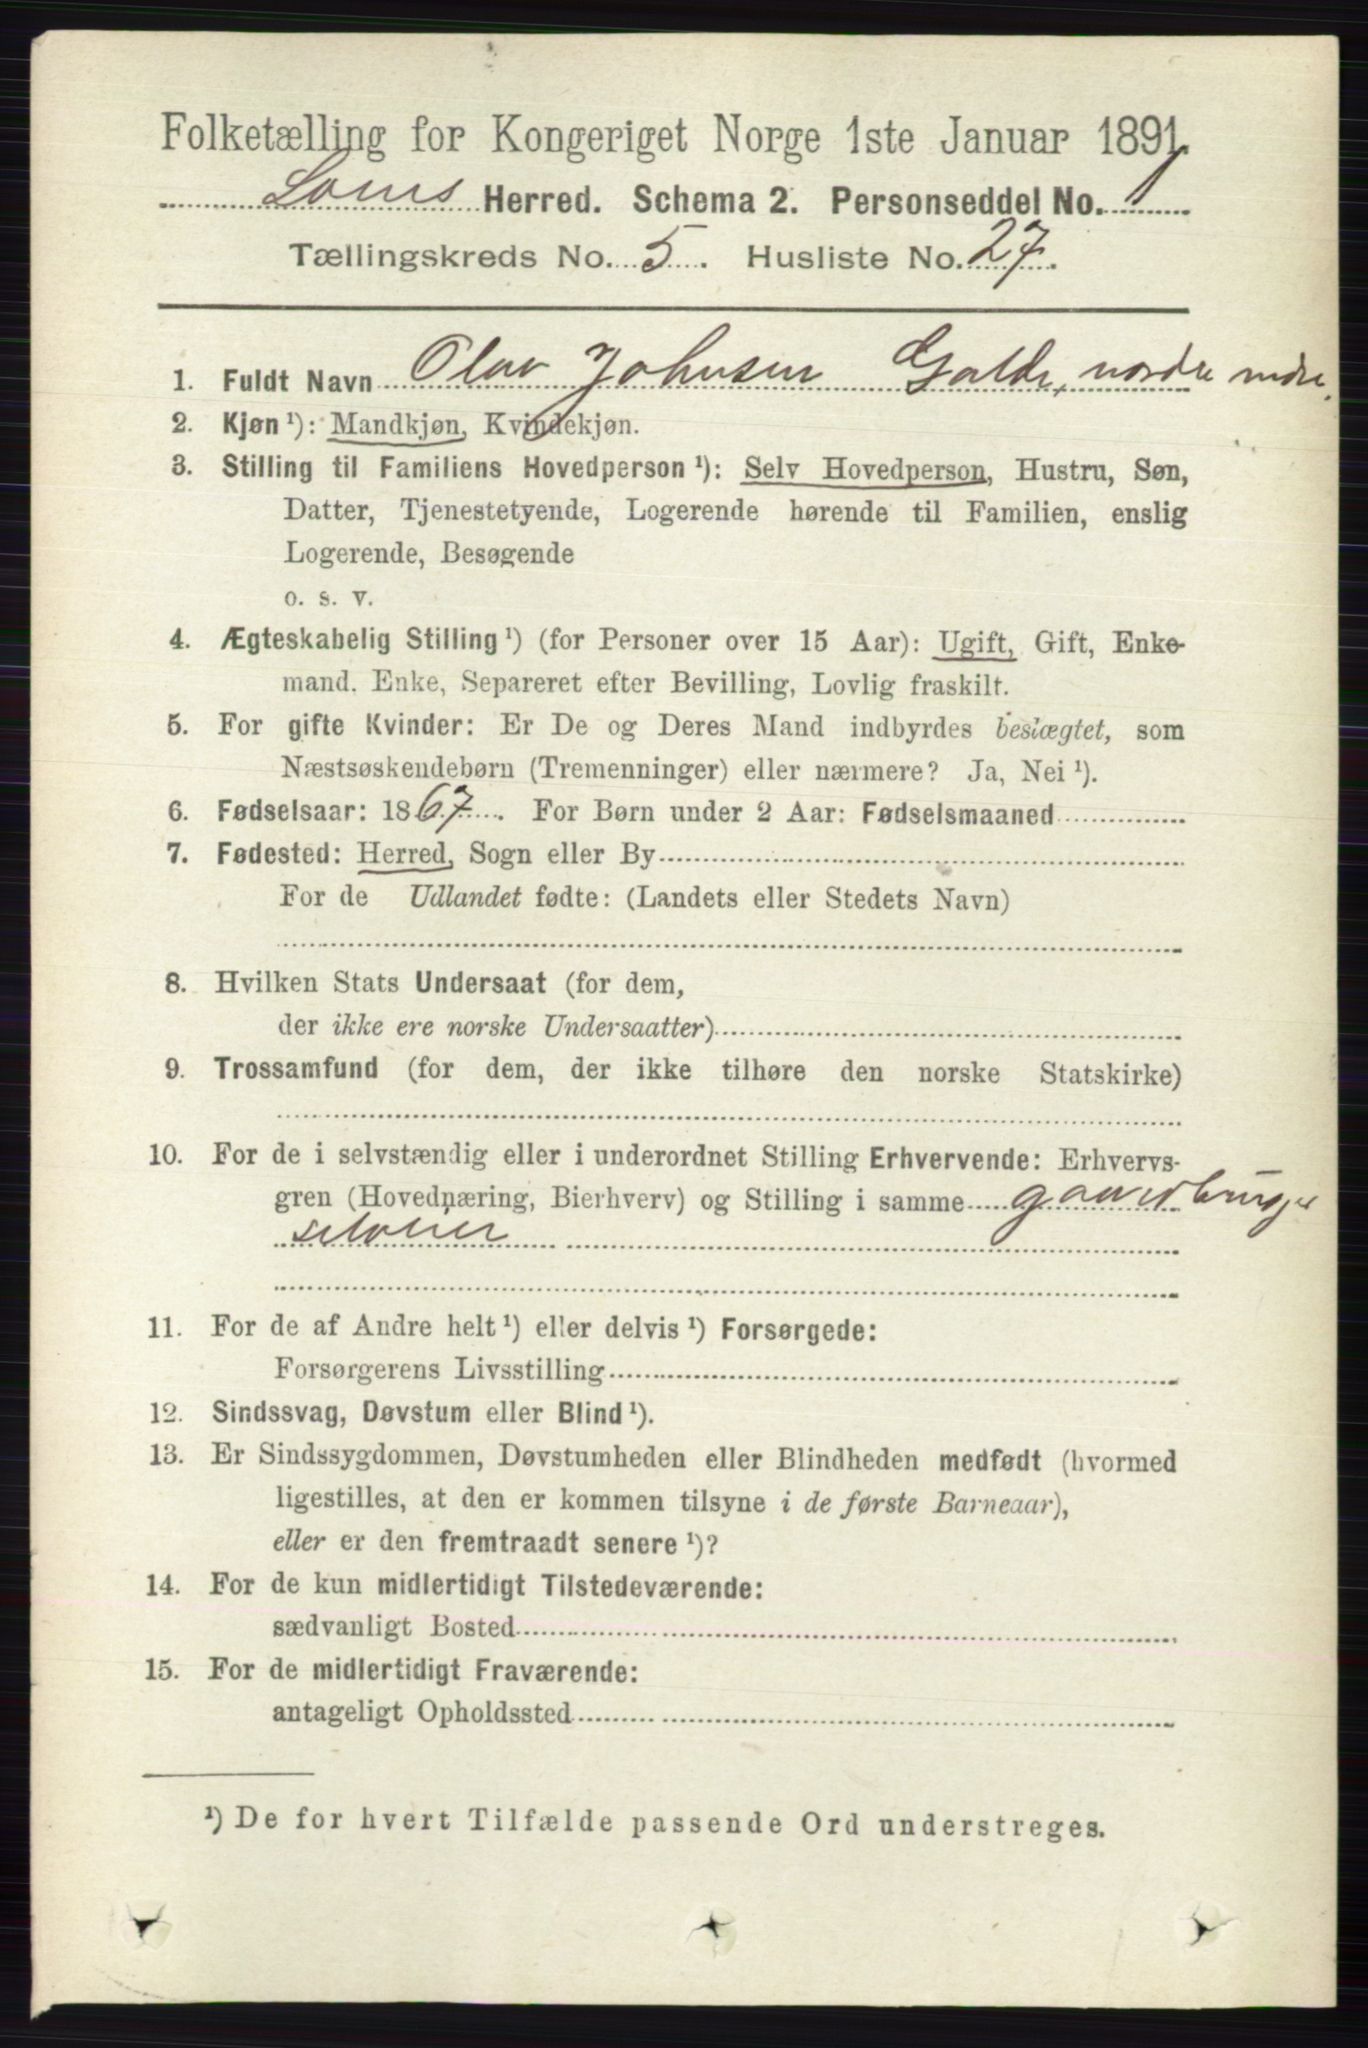 Folketælling for Kongeriget Norge 1ste Januar 1891.
Loms Herred. Schema 2. Personseddel No. 1
Tællingskreds No. 5. Husliste No. 27.
1. Fuldt Navn Olav Johnsen Galde, nordre indre.
2. Kjøn ¹): Mandkjøn, Kvindekjøn.
3. Stilling til Familiens Hovedperson ¹): Selv Hovedperson, Hustru, Søn,
Datter, Tjenestetyende, Logerende hørende til Familien, enslig
Logerende, Besøgende
o. s. v.
4. Ægteskabelig Stilling ¹) (for Personer over 15 Aar): Ugift, Gift, Enke-
mand. Enke, Separeret efter Bevilling, Lovlig fraskilt.
5. For gifte Kvinder: Er De og Deres Mand indbyrdes beslægtet, som
Næstsøskendebørn (Tremenninger) eller nærmere? Ja, Nei ¹).
6. Fødselsaar: 1867. For Børn under 2 Aar: Fødselsmaaned
7. Fødested: Herred, Sogn eller By
For de Udlandet fødte: (Landets eller Stedets Navn)
8. Hvilken Stats Undersaat (for dem,
der ikke ere norske Undersaatter)
9. Trossamfund (for dem, der ikke tilhøre den norske Statskirke)
10. For de i selvstændig eller i underordnet Stilling Erhvervende: Erhvervs-
gren (Hovednæring, Bierhverv) og Stilling i samme gaardbruger
selveier
11. For de af Andre helt ¹) eller delvis ¹) Forsørgede:
Forsørgerens Livsstilling
12. Sindssvag, Døvstum eller Blind ¹).
13. Er Sindssygdommen, Døvstumheden eller Blindheden medfødt (hvormed
ligestilles, at den er kommen tilsyne i de første Barneaar),
eller er den fremtraadt senere ¹)?
14. For de kun midlertidigt Tilstedeværende:
sædvanligt Bosted
15. For de midlertidigt Fraværende:
antageligt Opholdssted
¹) De for hvert Tilfælde passende Ord understreges.